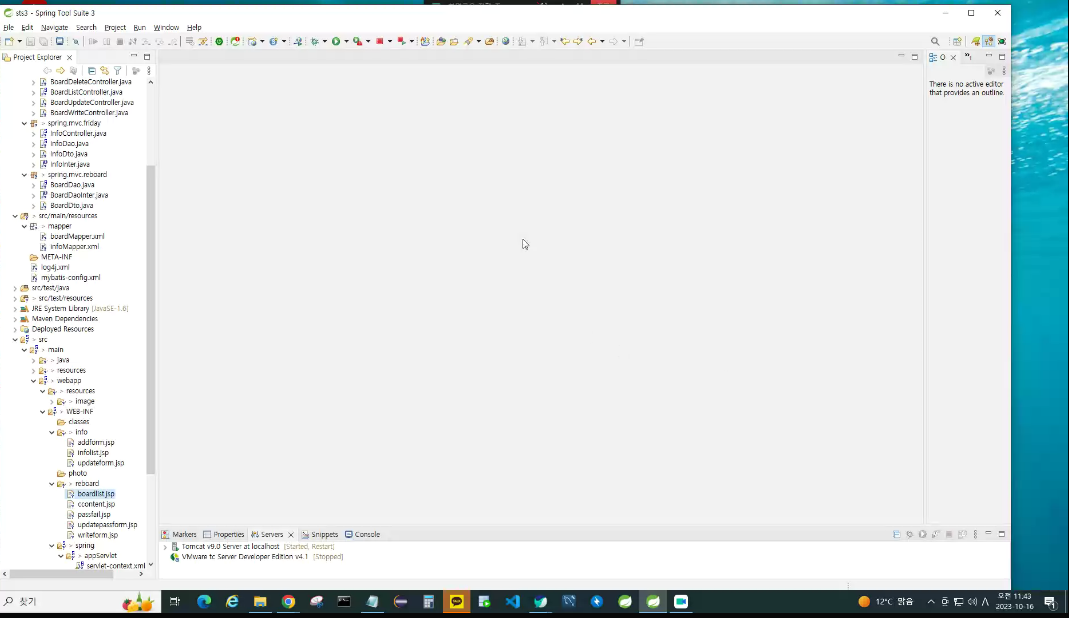 sts3 - Spring Tool Suite 3
File Edit Navigate Search Project Run Window Help
Project Explorer
BoardDeleteController.java
BoardListController.java
BoardUpdateController.java
BoardWriteController.java
> spring.mvc.friday
InfoController.java
InfoDao.java
InfoDto.java
InfoInter.java
> spring.mvc.reboard
BoardDao.java
BoardDaoInter.java
BoardDto.java
> src/main/resources
> mapper
boardMapper.xml
infoMapper.xml
META-INF
log4j.xml
mybatis-config.xml
src/test/java
> src/test/resources
JRE System Library [JavaSE-1.6]
Maven Dependencies
Deployed Resources
> src
> main
> java
> resources
> webapp
> resources
> image
> WEB-INF
classes
> info
addform.jsp
infolist.jsp
updateform.jsp
photo
> reboard
boardlist.jsp
ccontent.jsp
passfail.jsp
updatepassform.jsp
writeform.jsp
> spring
> appServlet
servlet-context.xml
O
There is no active editor
that provides an outline.
Markers Properties Servers Snippets Console
Tomcat v9.0 Server at localhost [Started, Restart]
VMware tc Server Developer Edition v4.1 [Stopped]
찾기
12°C 맑음
A
오전 11:43
2023-10-16